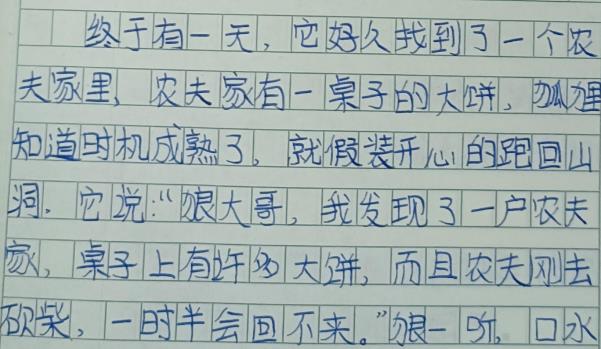 终于有一天，它好久找到了一个农
夫家里，农夫家有一桌子的大饼，狐狸
知道时机成熟了，就假装开心的跑回山
洞。它说：“狼大哥，我发现了一户农夫
家，桌子上有许多大饼，而且农夫刚去
砍柴，一时半会回不来。”狼一听，口水